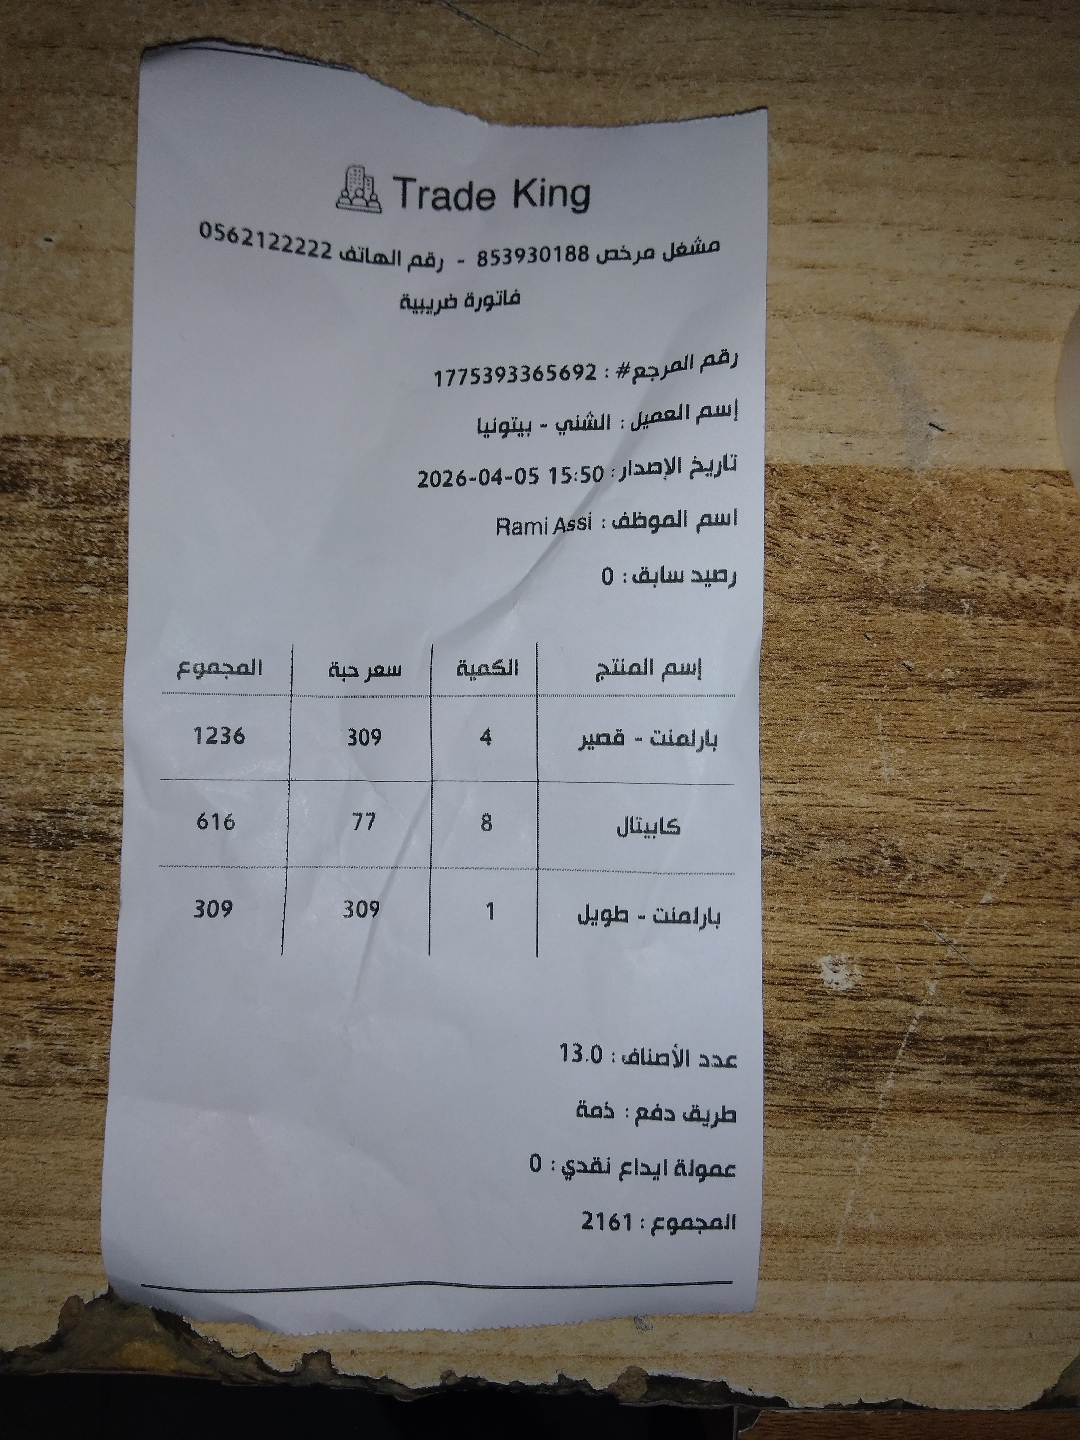 Trade King
مشغل مرخص 853930188 - رقم الهاتف 0562122222
فاتورة ضريبية
رقم المرجع# : 1775393365692
إسم العميل : الشني - بيتونيا
تاريخ الإصدار : 2026-04-05 15:50
اسم الموظف : Rami Assi
رصيد سابق : 0
إسم المنتج الكمية سعر حبة المجموع
بارلمنت - قصير 4 309 1236
كابيتال 8 77 616
بارلمنت - طويل 1 309 309
عدد الأصناف : 13.0
طريق دفع : ذمة
عمولة ايداع نقدي : 0
المجموع : 2161